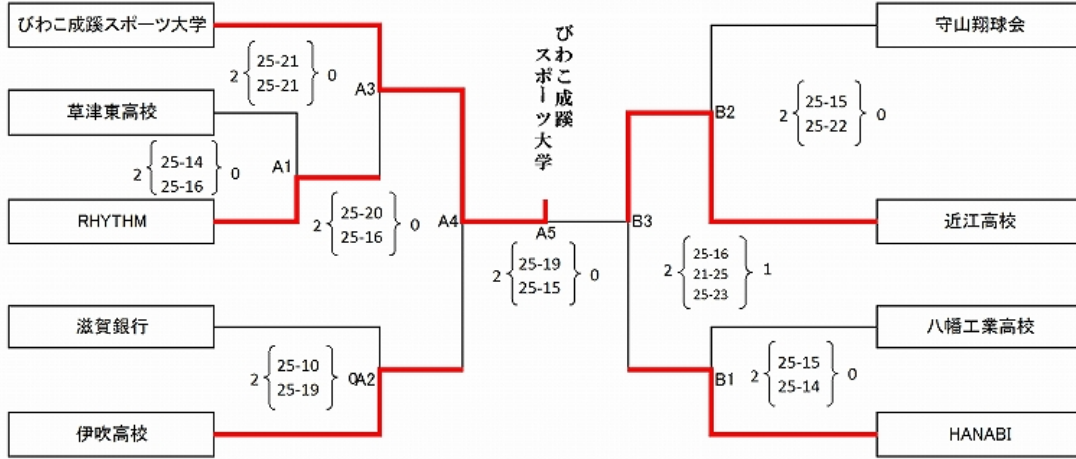 びわこ成蹊スポーツ大学
2 25-21 0
25-21
A3
草津東高校
2 25-14 0
25-16
A1
RHYTHM
2 25-20 0
25-16
A4
滋賀銀行
2 25-10 0
25-19
A2
伊吹高校
びわこ成蹊
スポーツ大学
A5
2 25-19 0
25-15
守山翔球会
B2
2 25-15 0
25-22
近江高校
B3
2 25-16 1
21-25
25-23
八幡工業高校
B1
2 25-15 0
25-14
HANABI